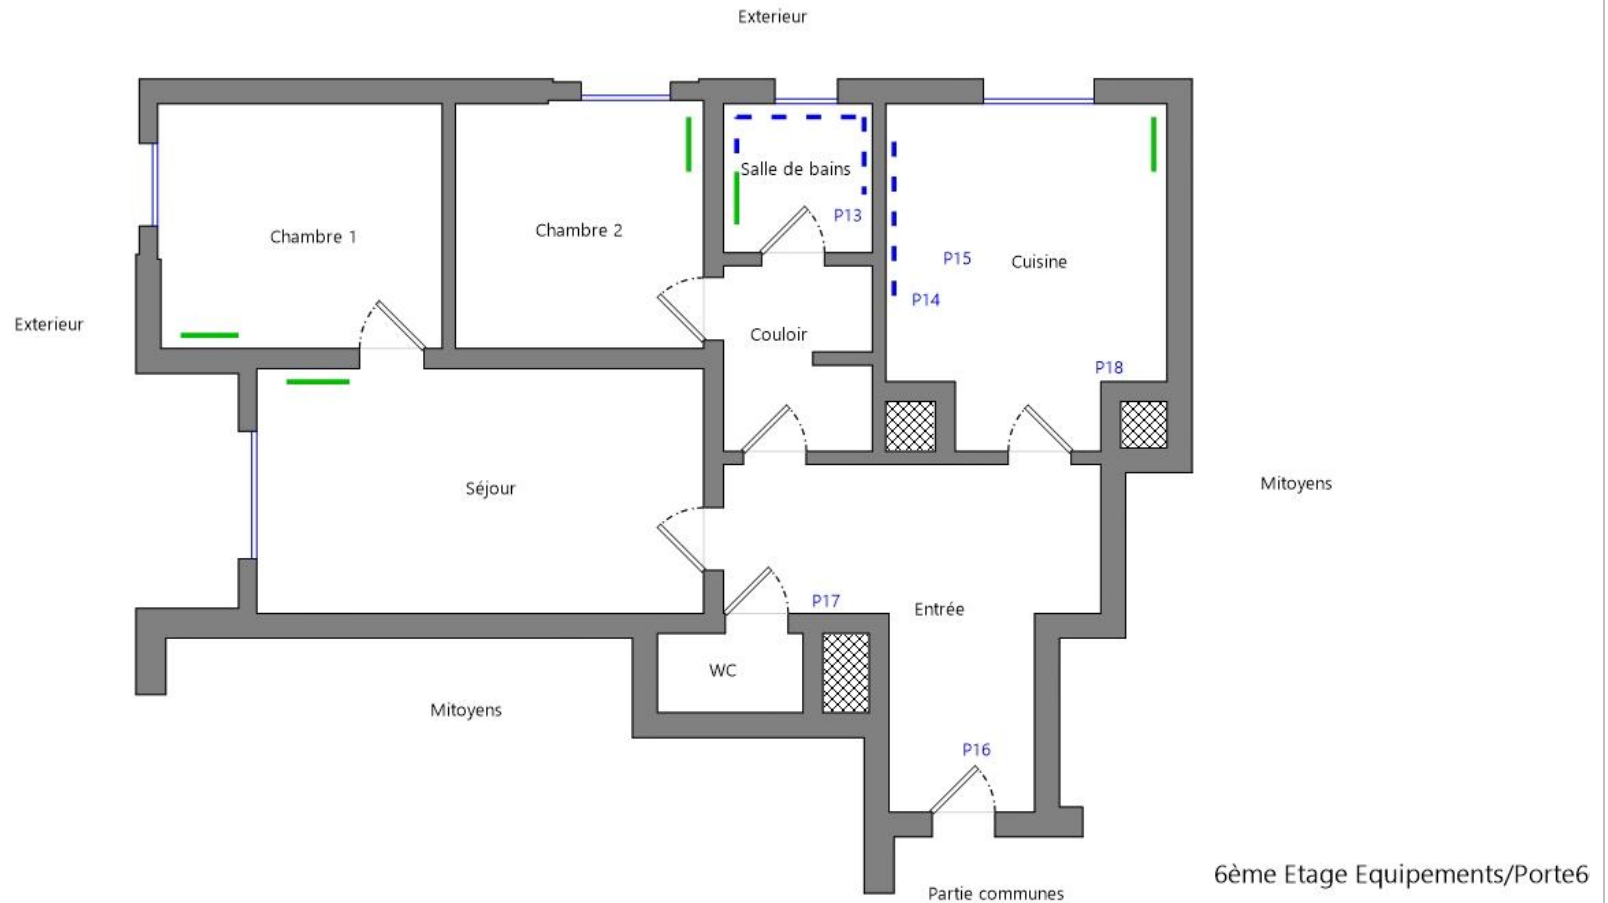 Exterieur
Salle de bains
P13
Chambre 1
Chambre 2
P15
Cuisine
P14
Exterieur
Couloir
P18
Séjour
Mitoyens
P17
Entrée
WC
Mitoyens
P16
6ème Etage Equipements/Porte6
Partie communes